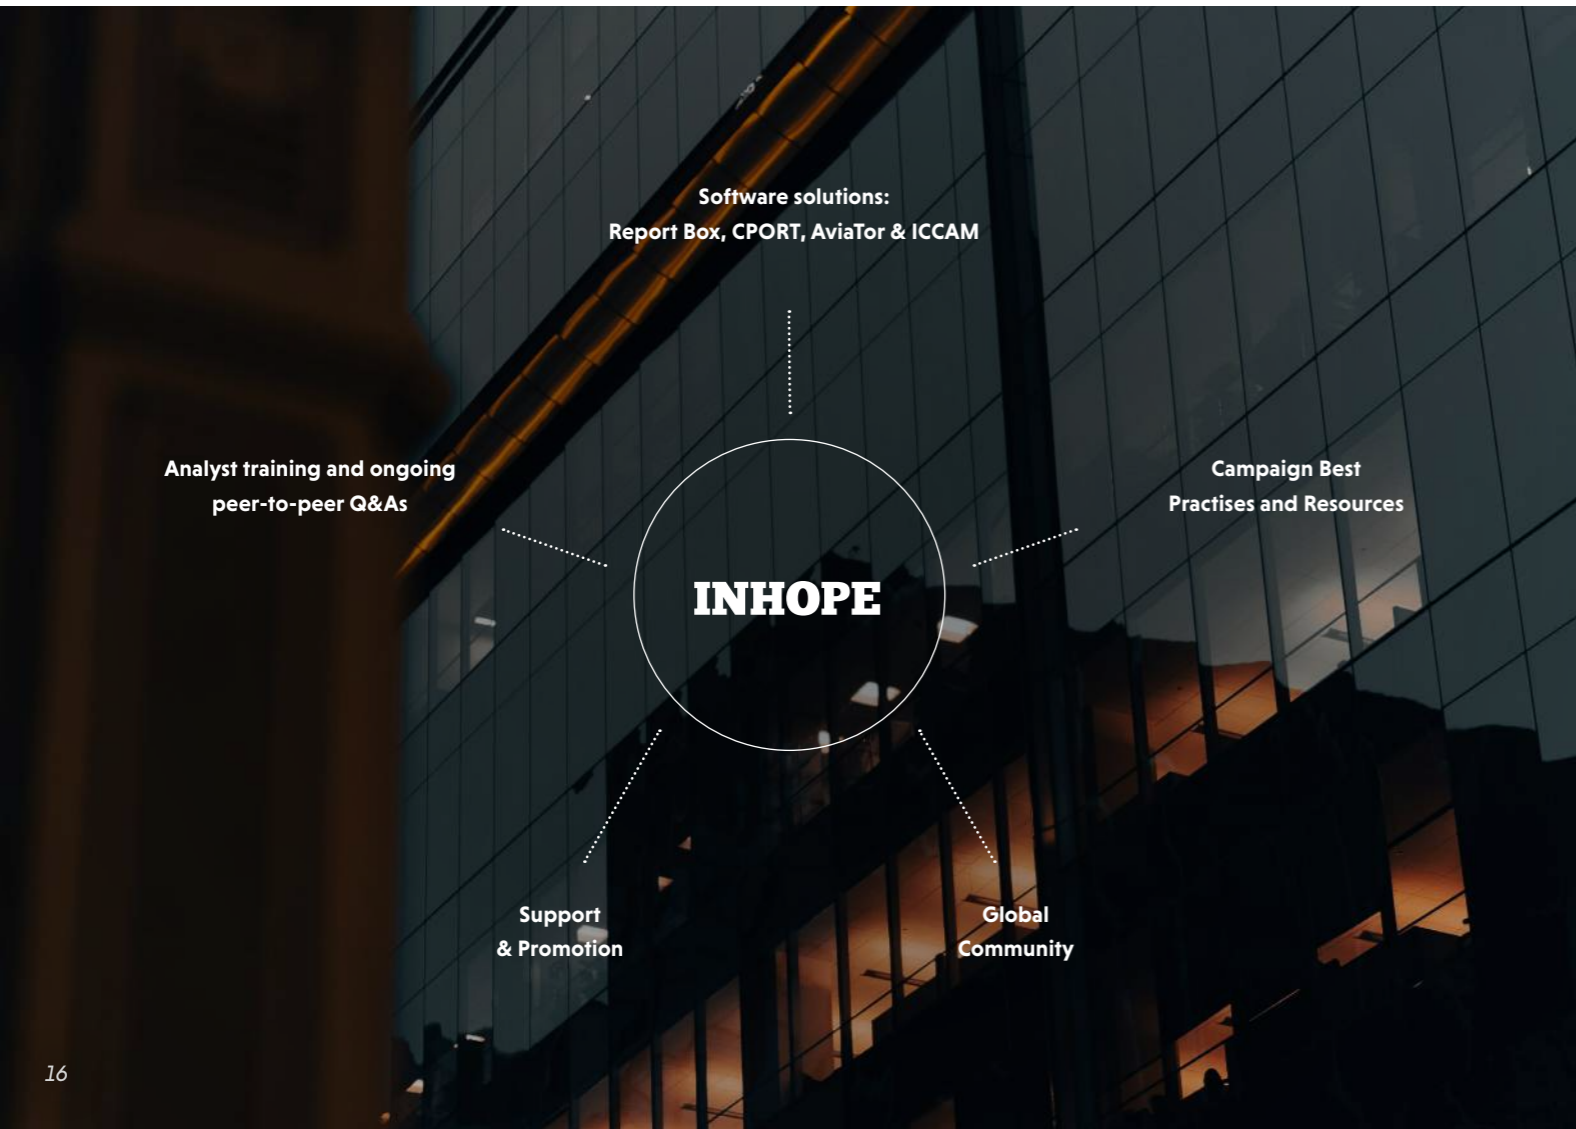 Software solutions:
Report Box, CPORT, AviaTor & ICCAM
Analyst training and ongoing
peer-to-peer Q&As
Campaign Best
Practises and Resources
INHOPE
Support
& Promotion
Global
Community
16